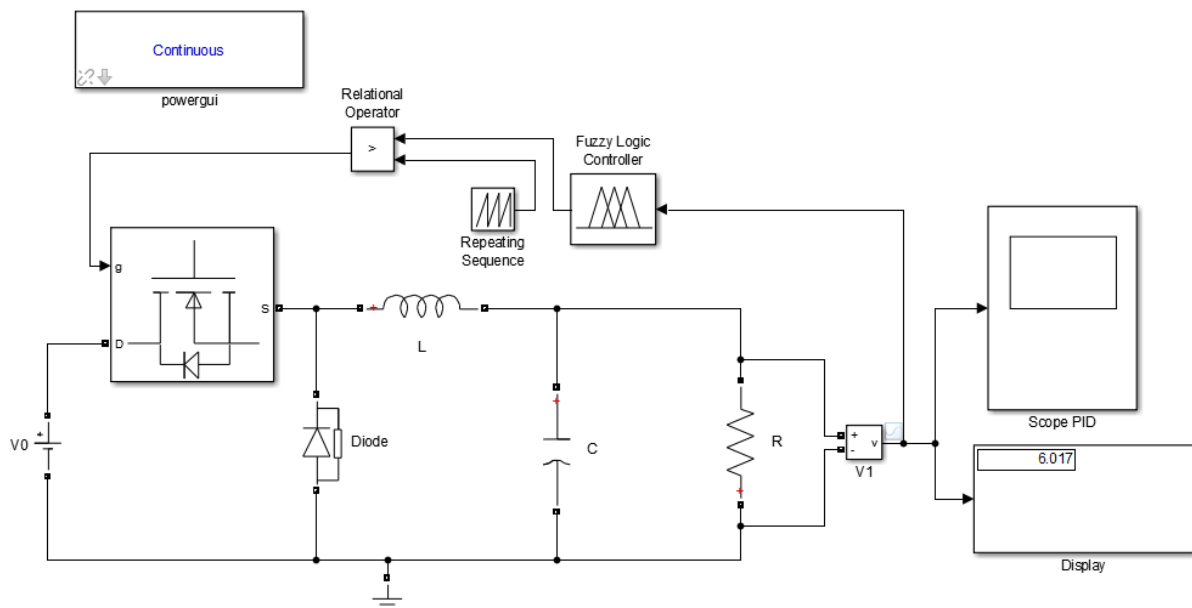 Continuous
powergui
Relational
Operator
>
Fuzzy Logic
Controller
Repeating
Sequence
g
D
S
L
V0
+
Diode
C
R
+
-
v
V1
Scope PID
6.017
Display